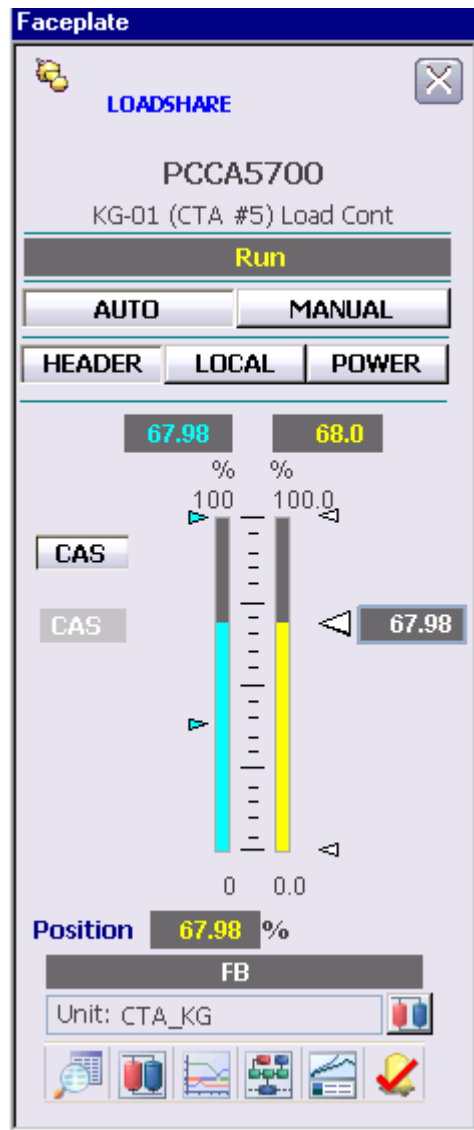 Faceplate
LOADSHARE
PCCA5700
KG-01 (CTA #5) Load Cont
Run
AUTO MANUAL
HEADER LOCAL POWER
67.98 68.0
% %
100 100.0
CAS
CAS 67.98
0 0.0
Position 67.98 %
FB
Unit: CTA_KG